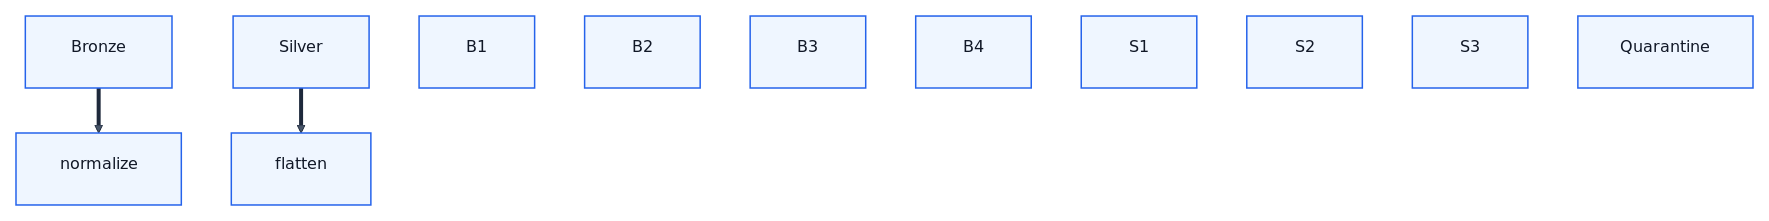 Bronze
Silver
B1
B2
B3
B4
S1
S2
S3
Quarantine
normalize
flatten